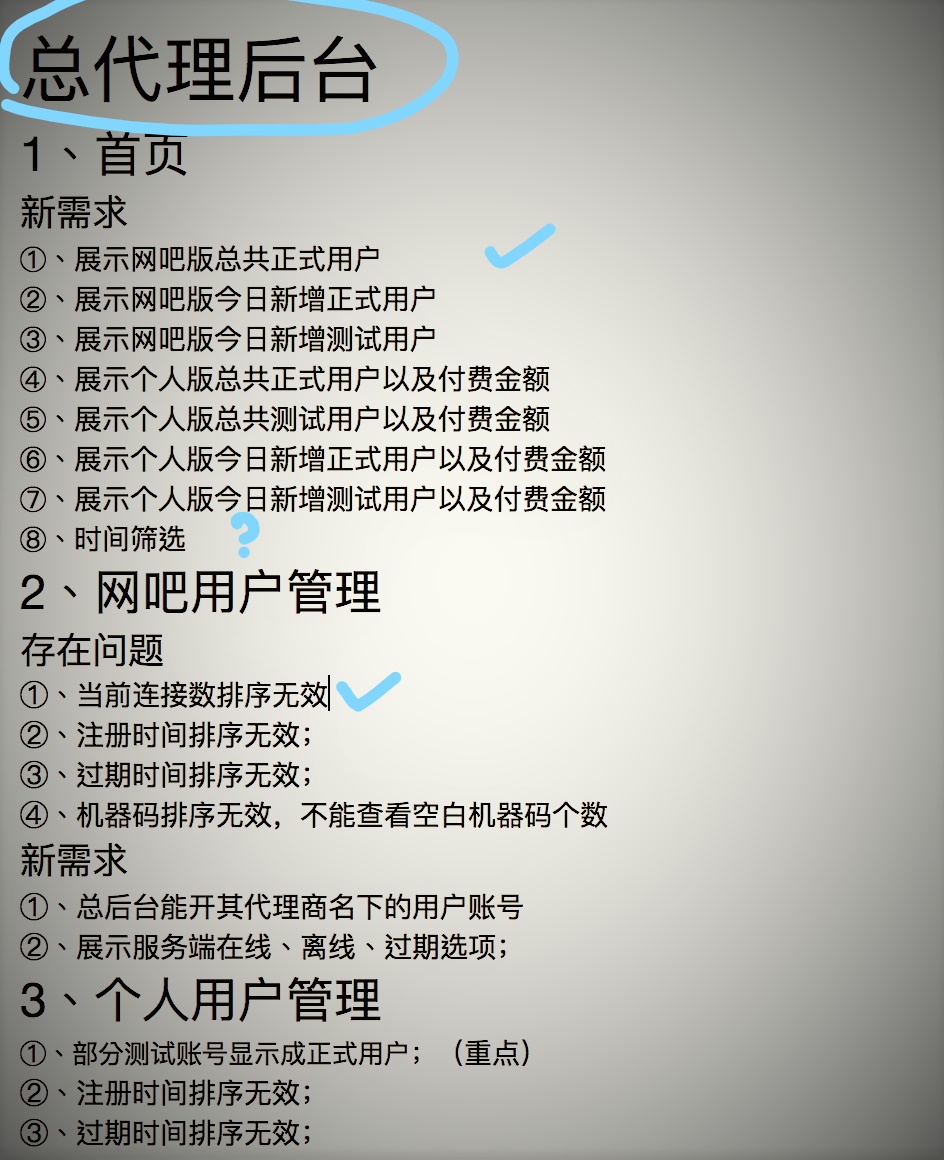 总代理后台
1、首页
新需求
①、展示网吧版总共正式用户
②、展示网吧版今日新增正式用户
③、展示网吧版今日新增测试用户
④、展示个人版总共正式用户以及付费金额
⑤、展示个人版总共测试用户以及付费金额
⑥、展示个人版今日新增正式用户以及付费金额
⑦、展示个人版今日新增测试用户以及付费金额
⑧、时间筛选 ?
2、网吧用户管理
存在问题
①、当前连接数排序无效
②、注册时间排序无效；
③、过期时间排序无效；
④、机器码排序无效，不能查看空白机器码个数
新需求
①、总后台能开其代理商名下的用户账号
②、展示服务端在线、离线、过期选项；
3、个人用户管理
①、部分测试账号显示成正式用户；（重点）
②、注册时间排序无效；
③、过期时间排序无效；